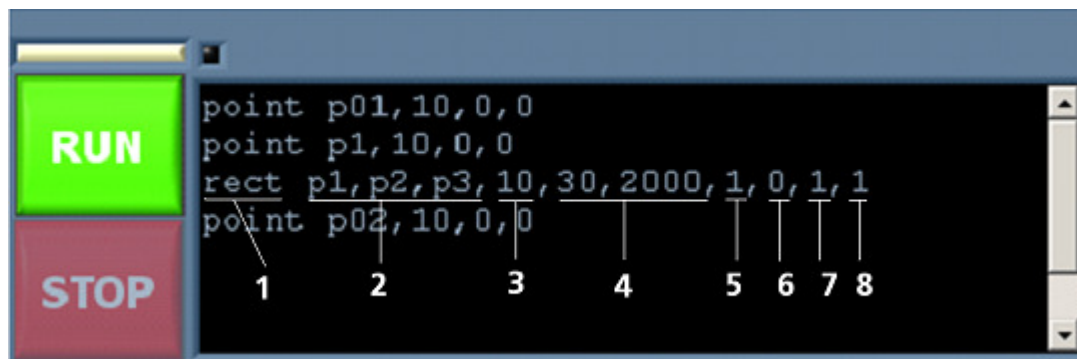 RUN
STOP
point p01,10,0,0
point p1,10,0,0
rect p1,p2,p3,10,30,2000,1,0,1,1
point p02,10,0,0
1 2 3 4 5 6 7 8